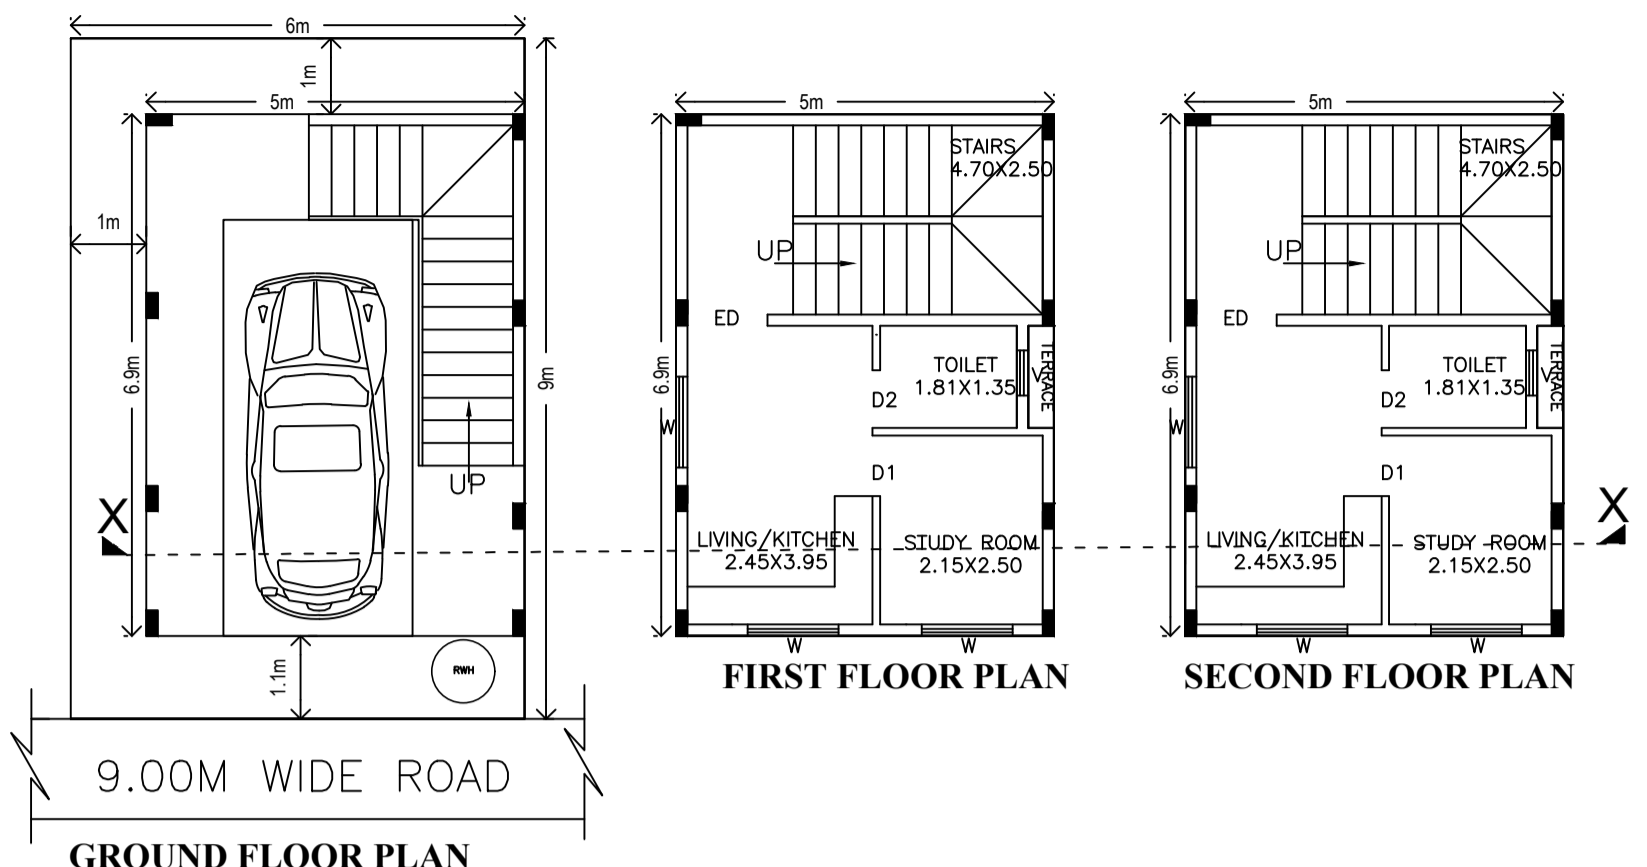 6m
1m
5m
1m
6.9m
9m
UP
X
1.1m
RWH
9.00M WIDE ROAD
GROUND FLOOR PLAN
5m
STAIRS
4.70X2.50
UP
ED
6.9m
TOILET
1.81X1.35
V
TERRACE
D2
W
D1
LIVING/KITCHEN
2.45X3.95
STUDY ROOM
2.15X2.50
W
W
FIRST FLOOR PLAN
5m
STAIRS
4.70X2.50
UP
ED
6.9m
TOILET
1.81X1.35
V
TERRACE
D2
W
D1
X
LIVING/KITCHEN
2.45X3.95
STUDY ROOM
2.15X2.50
W
W
SECOND FLOOR PLAN